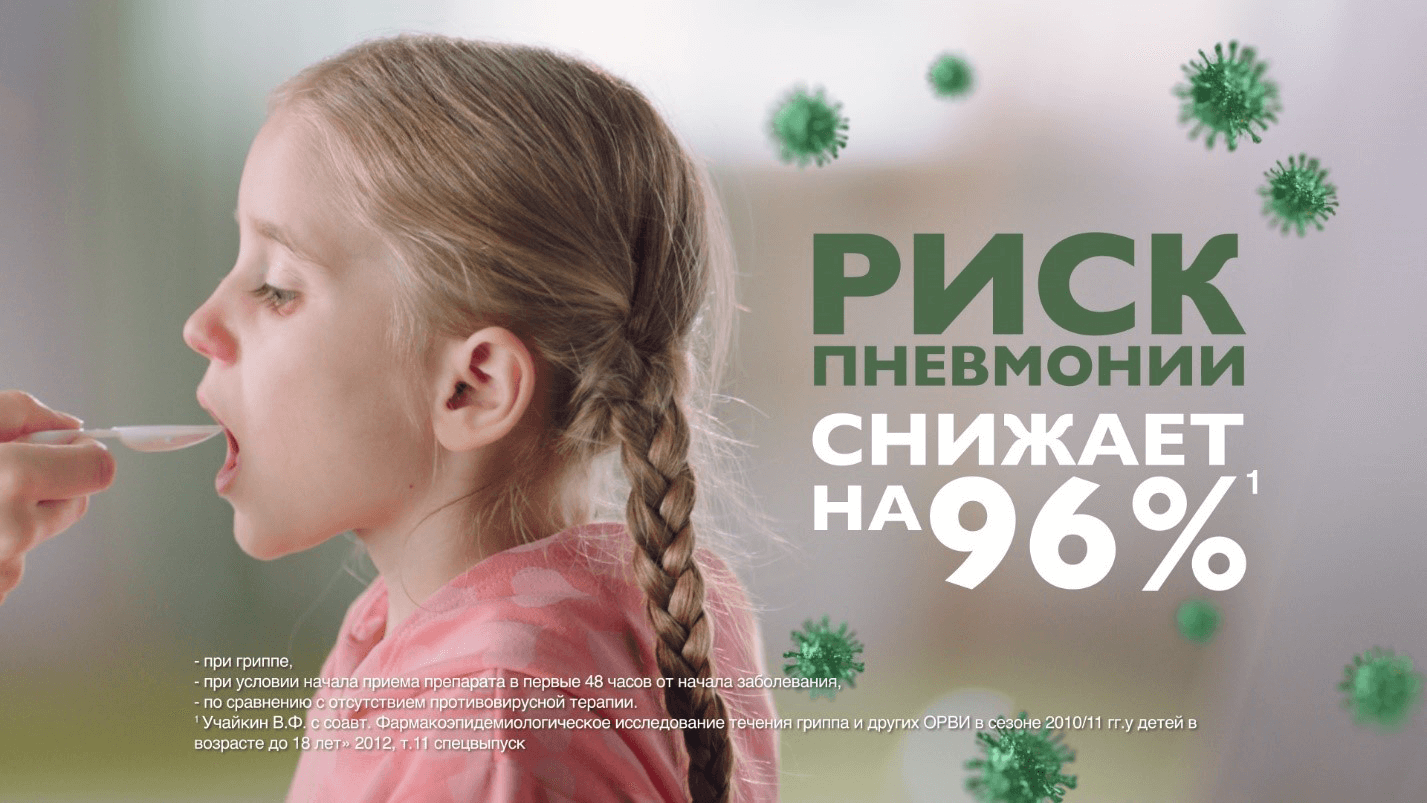 РИСК
ПНЕВМОНИИ
СНИЖАЕТ
НА 96%¹
- при гриппе,
- при условии начала приема препарата в первые 48 часов от начала заболевания,
- по сравнению с отсутствием противовирусной терапии.
¹ Учайкин В.Ф. с соавт. Фармакоэпидемиологическое исследование течения гриппа и других ОРВИ в сезоне 2010/11 гг.у детей в
возрасте до 18 лет» 2012, т.11 спецвыпуск